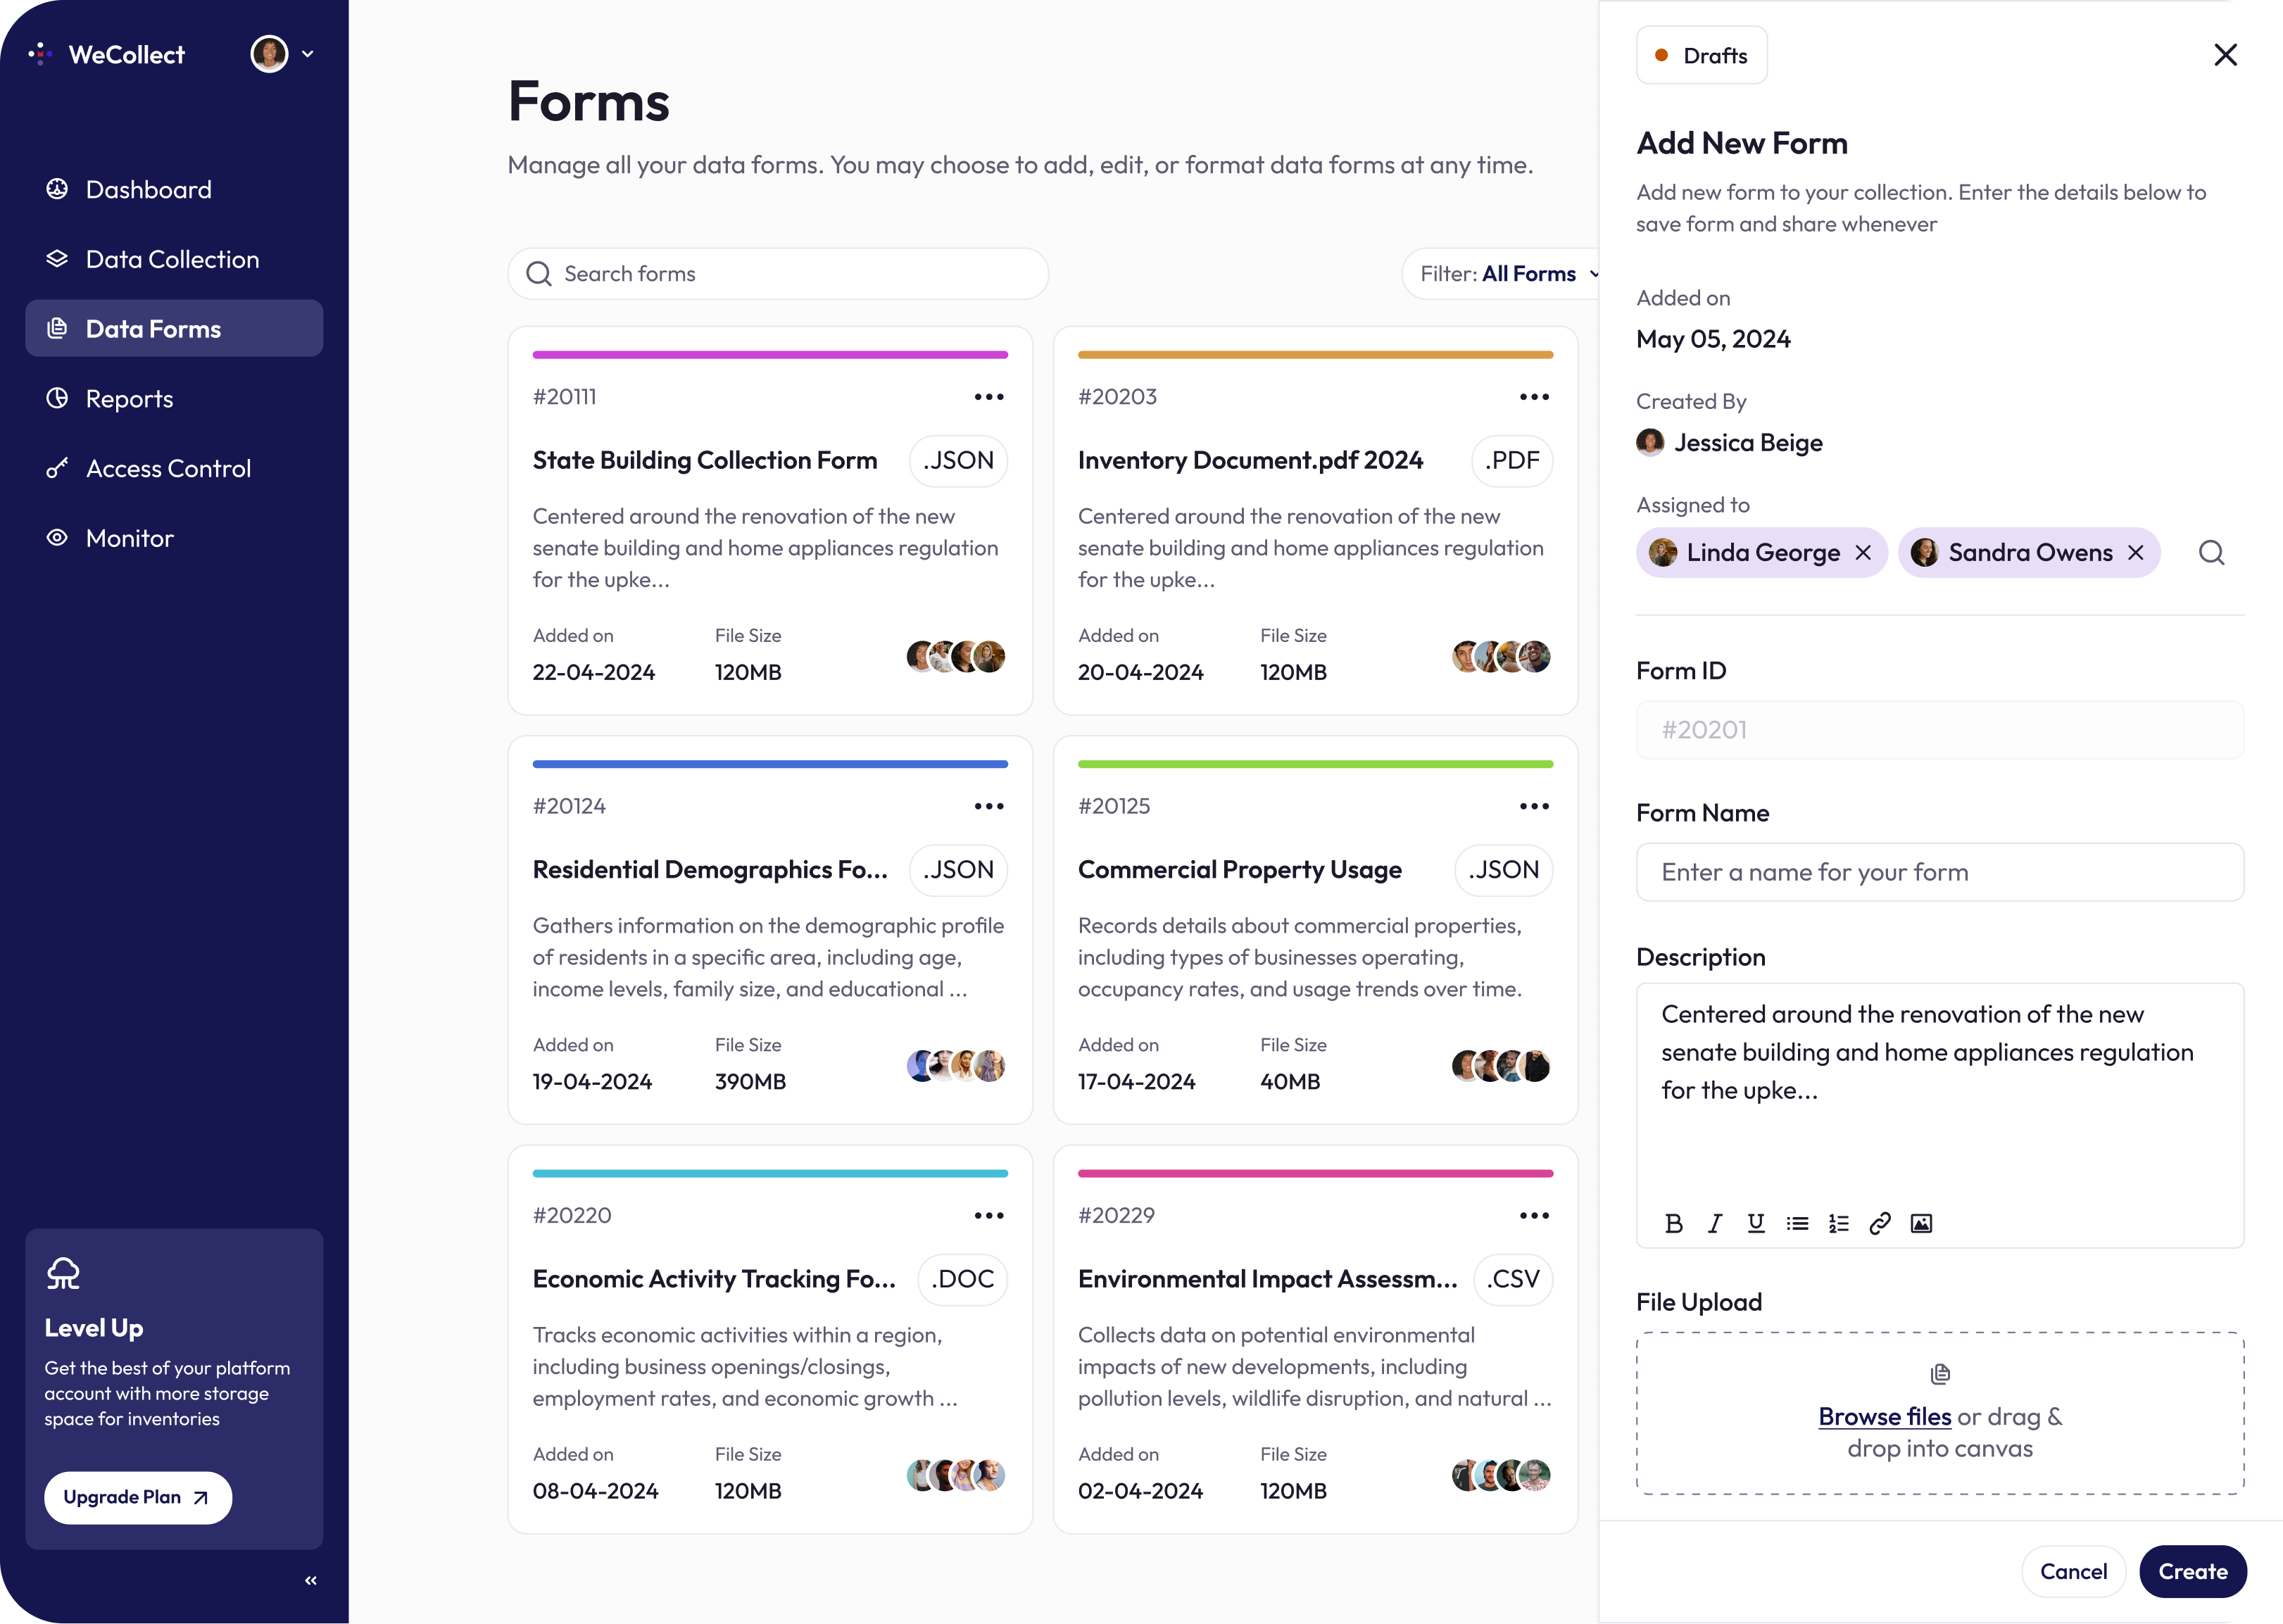 WeCollect
Dashboard
Data Collection
Data Forms
Reports
Access Control
Monitor
Level Up
Get the best of your platform
account with more storage
space for inventories
Upgrade Plan
Forms
Manage all your data forms. You may choose to add, edit, or format data forms at any time.
Search forms
Filter: All Forms
#20111
State Building Collection Form
.JSON
Centered around the renovation of the new
senate building and home appliances regulation
for the upke...
Added on
File Size
22-04-2024
120MB
#20203
Inventory Document.pdf 2024
.PDF
Centered around the renovation of the new
senate building and home appliances regulation
for the upke...
Added on
File Size
20-04-2024
120MB
#20124
Residential Demographics Fo...
.JSON
Gathers information on the demographic profile
of residents in a specific area, including age,
income levels, family size, and educational ...
Added on
File Size
19-04-2024
390MB
#20125
Commercial Property Usage
.JSON
Records details about commercial properties,
including types of businesses operating,
occupancy rates, and usage trends over time.
Added on
File Size
17-04-2024
40MB
#20220
Economic Activity Tracking Fo...
.DOC
Tracks economic activities within a region,
including business openings/closings,
employment rates, and economic growth ...
Added on
File Size
08-04-2024
120MB
#20229
Environmental Impact Assessm...
.CSV
Collects data on potential environmental
impacts of new developments, including
pollution levels, wildlife disruption, and natural ...
Added on
File Size
02-04-2024
120MB
Drafts
Add New Form
Add new form to your collection. Enter the details below to
save form and share whenever
Added on
May 05, 2024
Created By
Jessica Beige
Assigned to
Linda George
Sandra Owens
Form ID
#20201
Form Name
Enter a name for your form
Description
Centered around the renovation of the new
senate building and home appliances regulation
for the upke...
File Upload
Browse files or drag &
drop into canvas
Cancel
Create